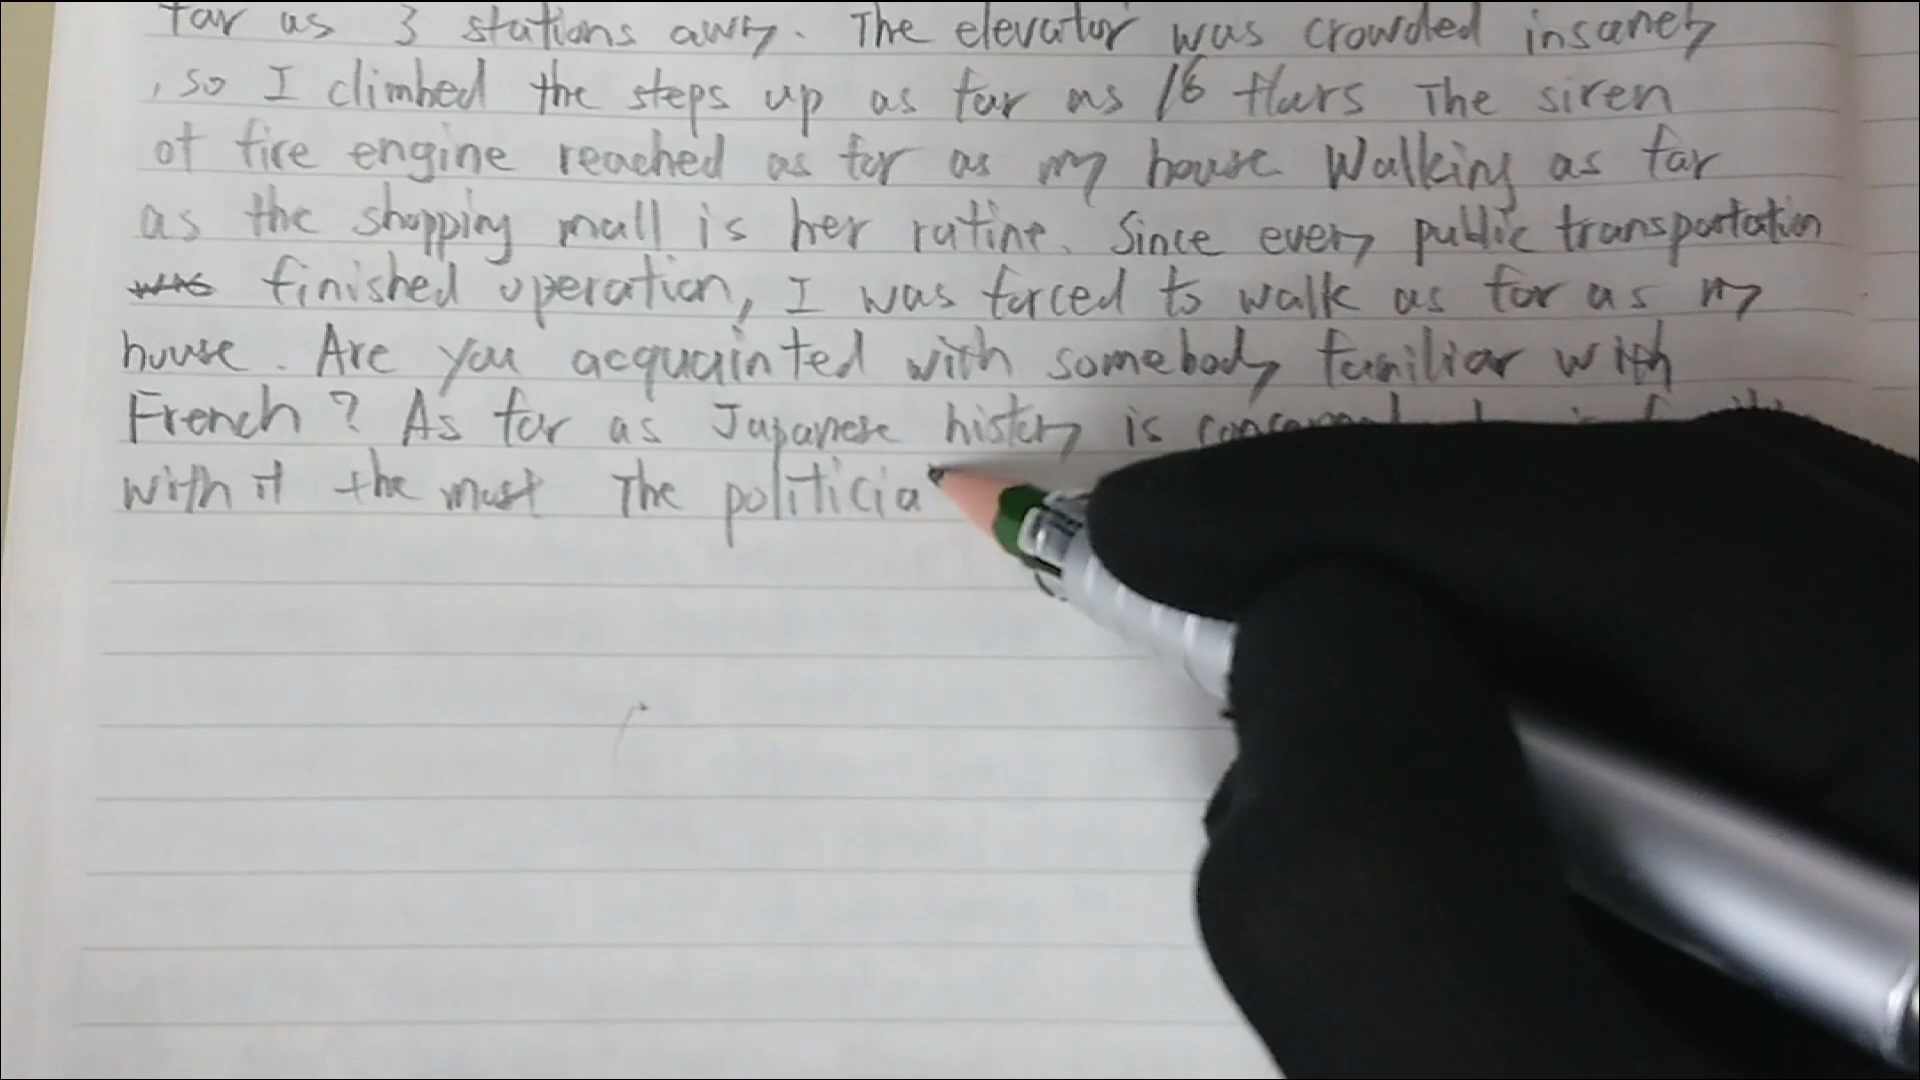 far as 3 stations away. The elevator was crowded insanely
, so I climbed the steps up as far as 16 flurs The siren
of fire engine reached as far as my house Walking as far
as the shopping mall is her ratine. Since every public transportation
was finished operation, I was forced to walk as far as my
house. Are you acquainted with somebody familiar with
French? As far as Japanese history is
with it the most The politicia